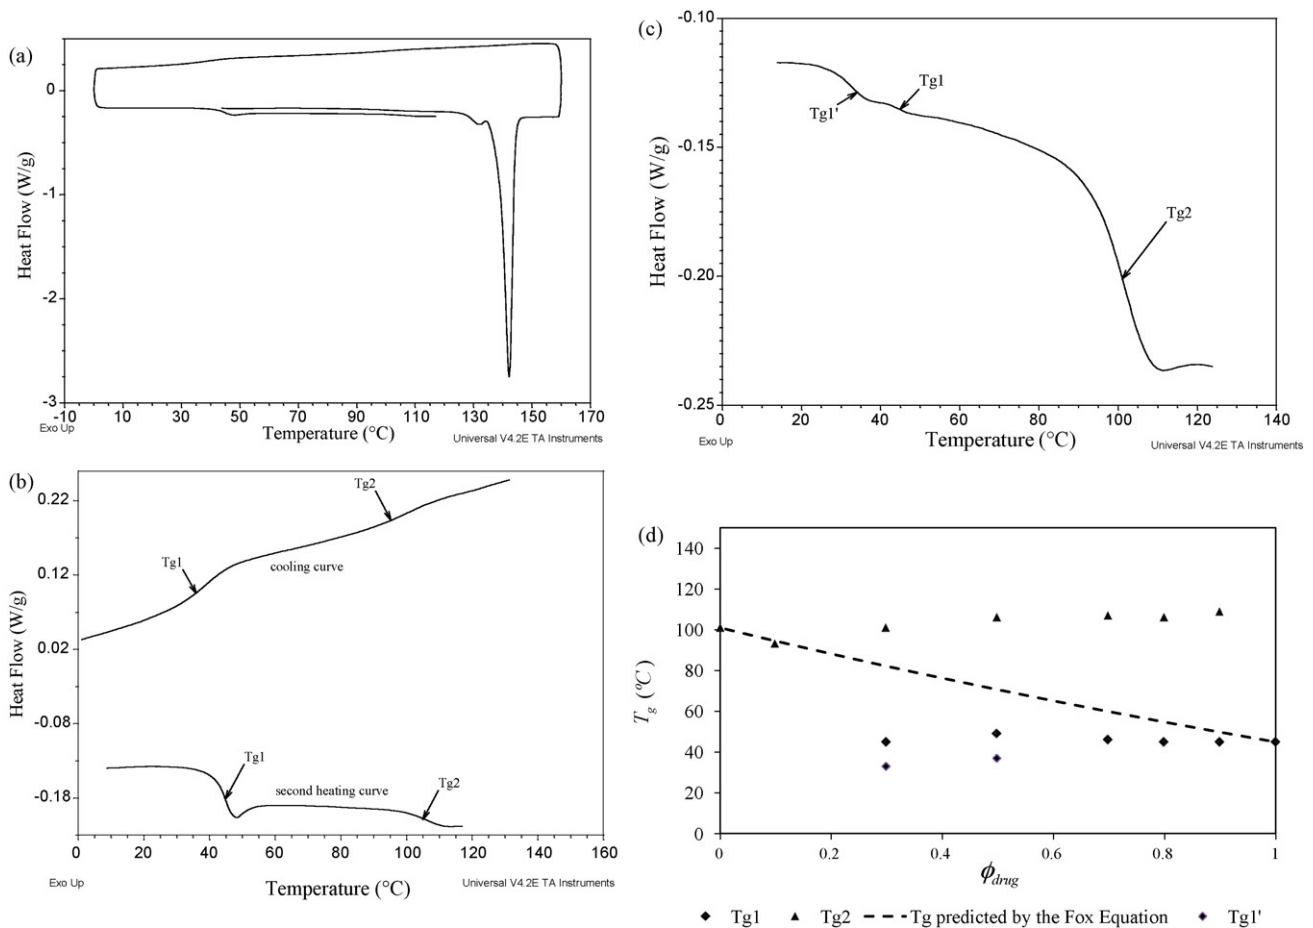 (a)
0
-1
-2
-3
Heat Flow (W/g)
-10 10 30 50 70 90 110 130 150 170
Exo Up
Temperature (°C)
Universal V4.2E TA Instruments
(c)
-0.10
-0.15
-0.20
-0.25
Heat Flow (W/g)
Tg1
Tg1'
Tg2
0 20 40 60 80 100 120 140
Exo Up
Temperature (°C)
Universal V4.2E TA Instruments
(b)
0.22
0.12
0.02
-0.08
-0.18
Heat Flow (W/g)
Tg2
Tg1
cooling curve
Tg1
second heating curve
Tg2
0 20 40 60 80 100 120 140 160
Exo Up
Temperature (°C)
Universal V4.2E TA Instruments
(d)
140
120
100
80
60
40
20
0
Tg (ºC)
0 0.2 0.4 0.6 0.8 1
ϕdrug
Tg1 Tg2 Tg predicted by the Fox Equation Tg1'